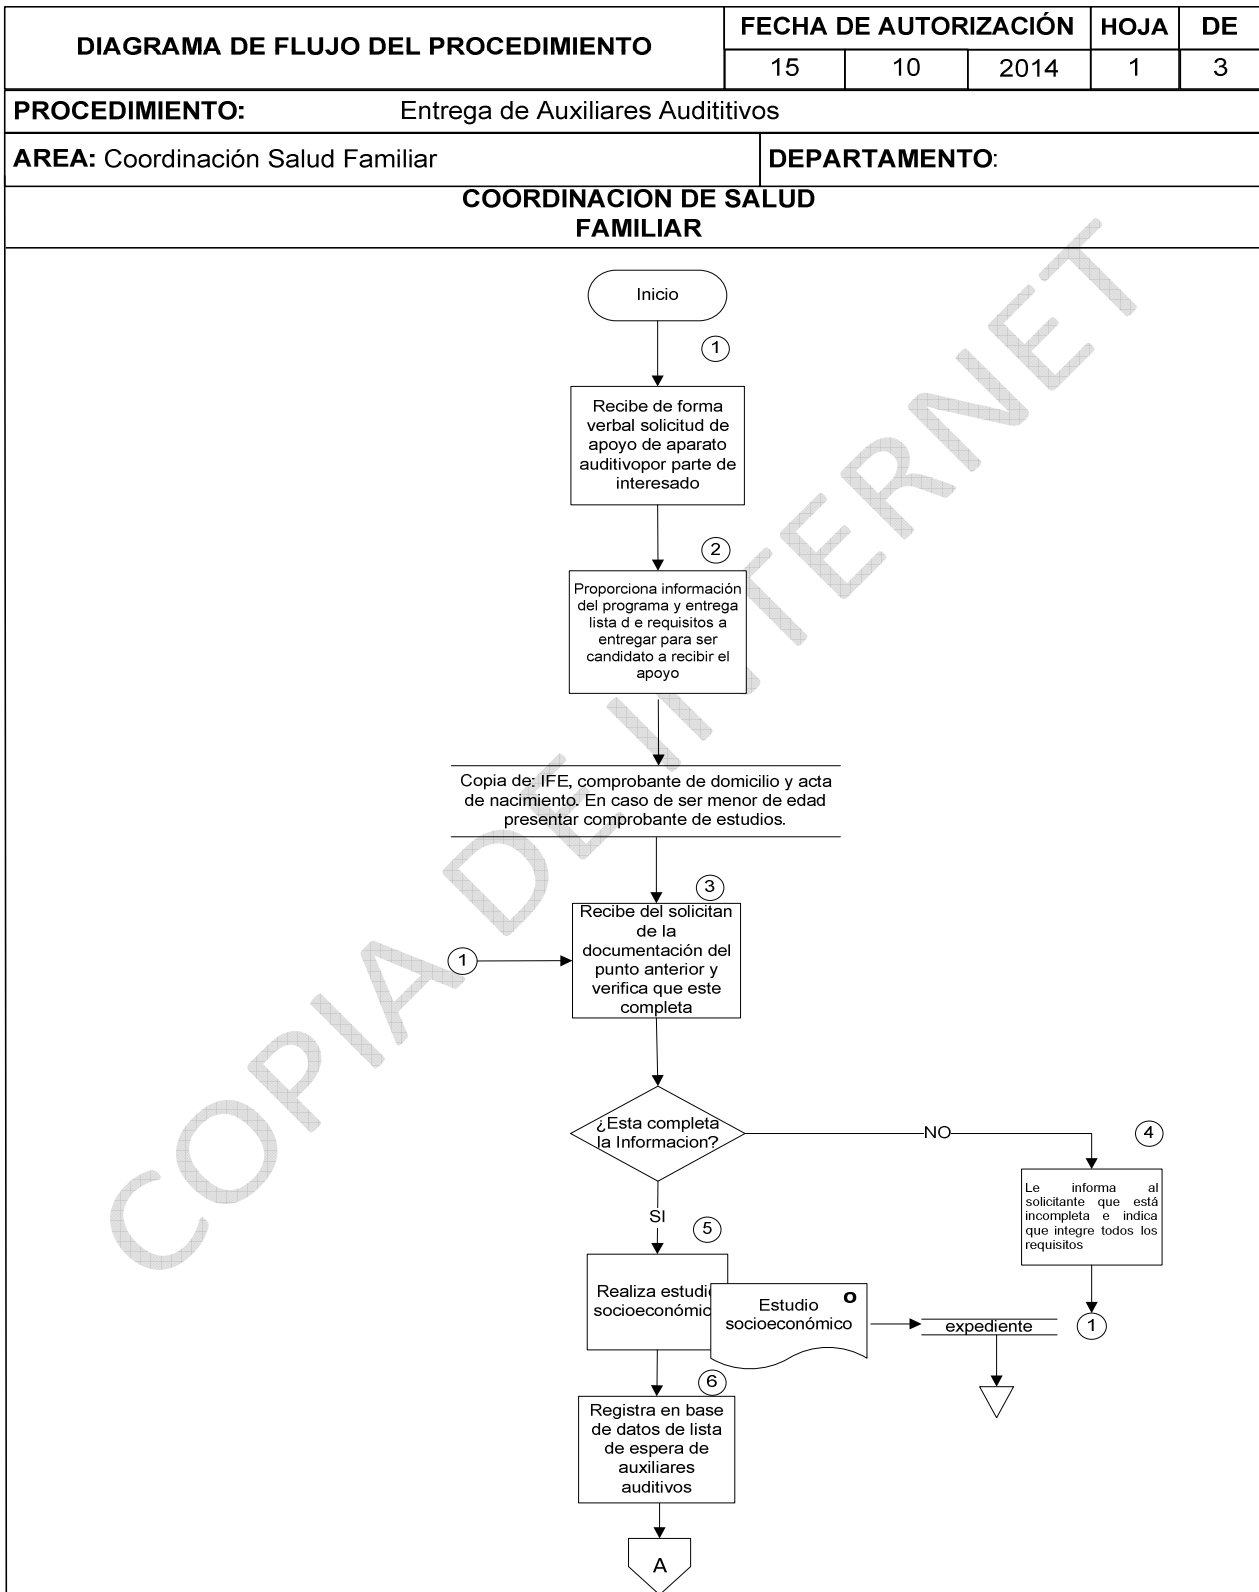 DIAGRAMA DE FLUJO DEL PROCEDIMIENTO
FECHA DE AUTORIZACIÓN
HOJA
DE
15
10
2014
1
3
PROCEDIMIENTO: Entrega de Auxiliares Audititivos
AREA: Coordinación Salud Familiar
DEPARTAMENTO:
COORDINACION DE SALUD
FAMILIAR
Inicio
1
Recibe de forma
verbal solicitud de
apoyo de aparato
auditivopor parte de
interesado
2
Proporciona información
del programa y entrega
lista d e requisitos a
entregar para ser
candidato a recibir el
apoyo
Copia de: IFE, comprobante de domicilio y acta
de nacimiento. En caso de ser menor de edad
presentar comprobante de estudios.
3
Recibe del solicitan
de la
documentación del
punto anterior y
verifica que este
completa
1
¿Esta completa
la Informacion?
NO
4
Le informa al
solicitante que está
incompleta e indica
que integre todos los
requisitos
1
SI
5
Realiza estudio
socioeconómic
Estudio
socioeconómico
O
expediente
6
Registra en base
de datos de lista
de espera de
auxiliares
auditivos
A
COPIA DE INTERNET